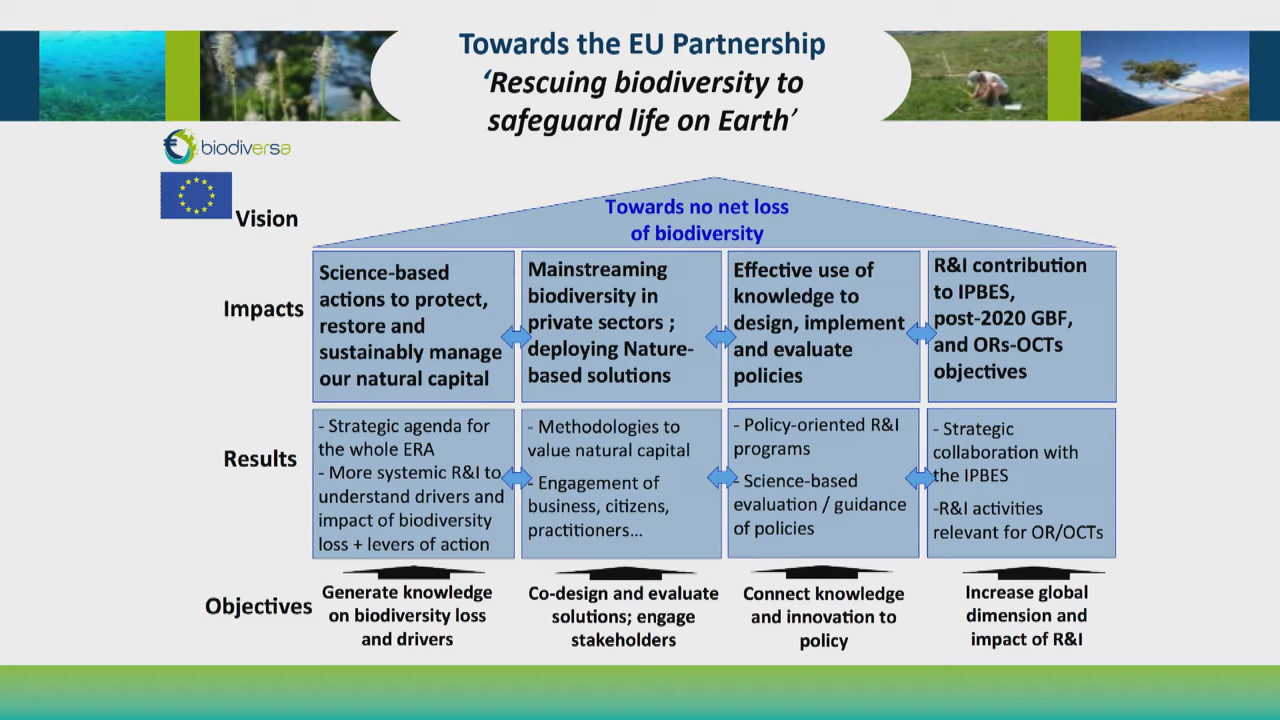 Towards the EU Partnership
‘Rescuing biodiversity to
safeguard life on Earth’
biodiversa
Vision
Towards no net loss
of biodiversity
Impacts
Science-based
actions to protect,
restore and
sustainably manage
our natural capital
Mainstreaming
biodiversity in
private sectors ;
deploying Nature-
based solutions
Effective use of
knowledge to
design, implement
and evaluate
policies
R&I contribution
to IPBES,
post-2020 GBF,
and ORs-OCTs
objectives
Results
- Strategic agenda for
the whole ERA
- More systemic R&I to
understand drivers and
impact of biodiversity
loss + levers of action
- Methodologies to
value natural capital
- Engagement of
business, citizens,
practitioners...
- Policy-oriented R&I
programs
- Science-based
evaluation / guidance
of policies
- Strategic
collaboration with
the IPBES
-R&I activities
relevant for OR/OCTs
Objectives
Generate knowledge
on biodiversity loss
and drivers
Co-design and evaluate
solutions; engage
stakeholders
Connect knowledge
and innovation to
policy
Increase global
dimension and
impact of R&I